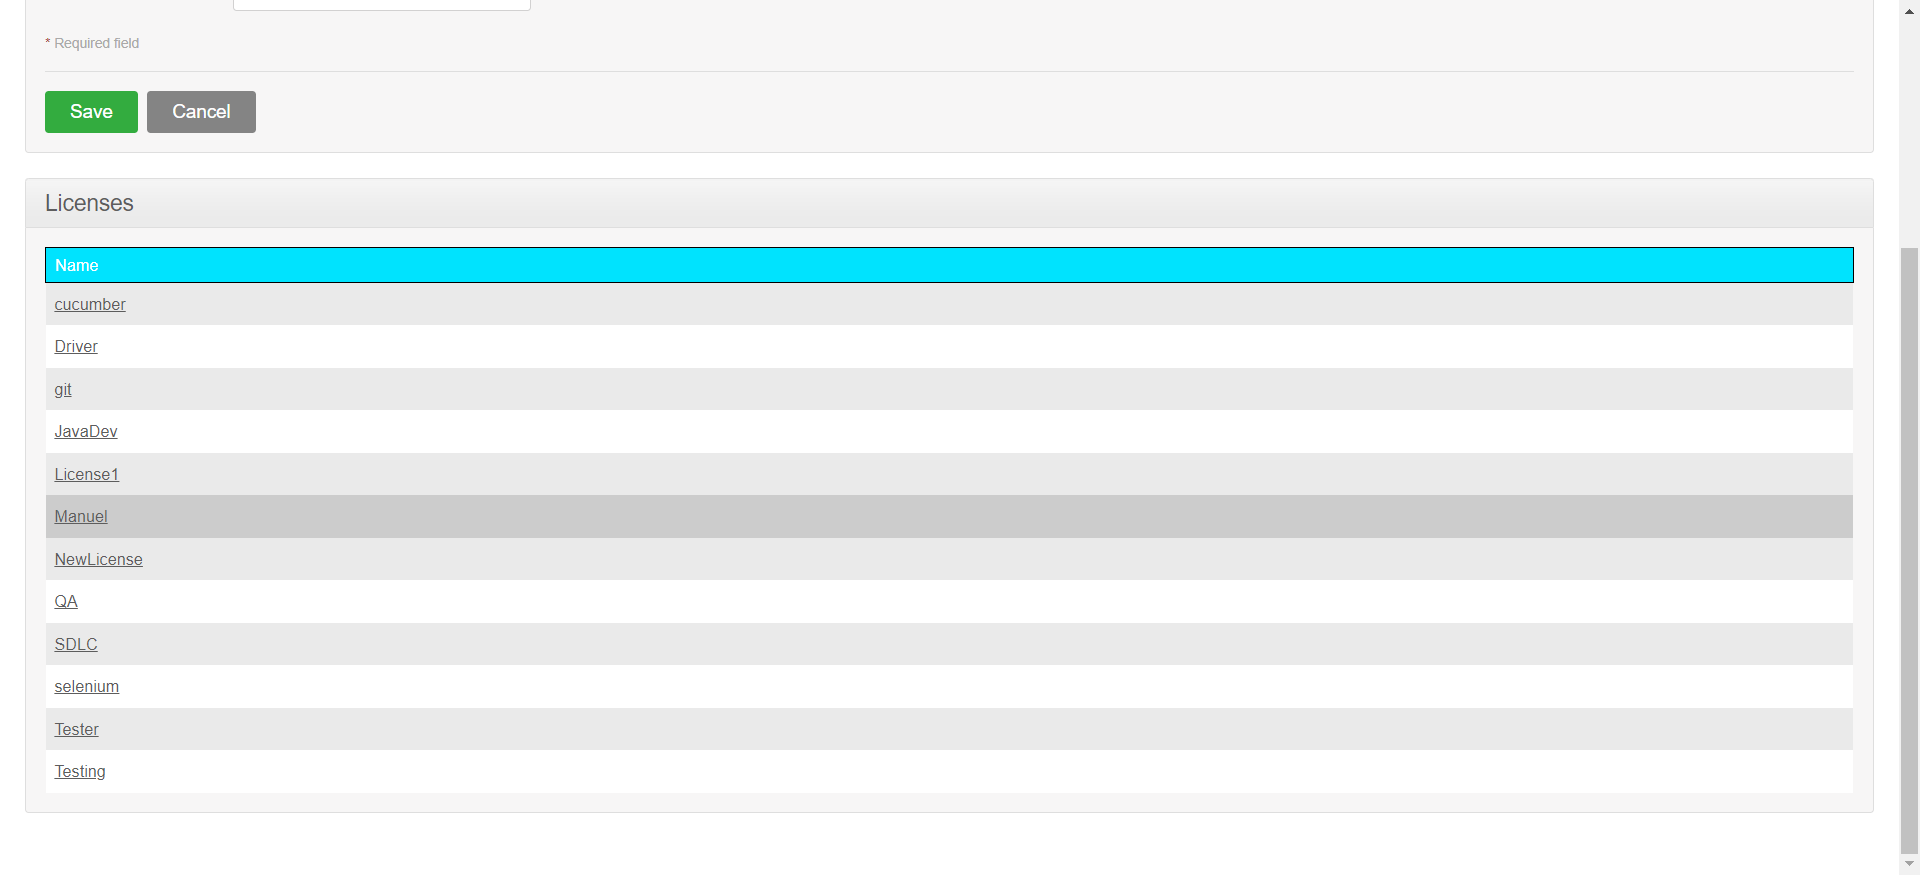 * Required field
Save Cancel
Licenses
Name
cucumber
Driver
git
JavaDev
License1
Manuel
NewLicense
QA
SDLC
selenium
Tester
Testing